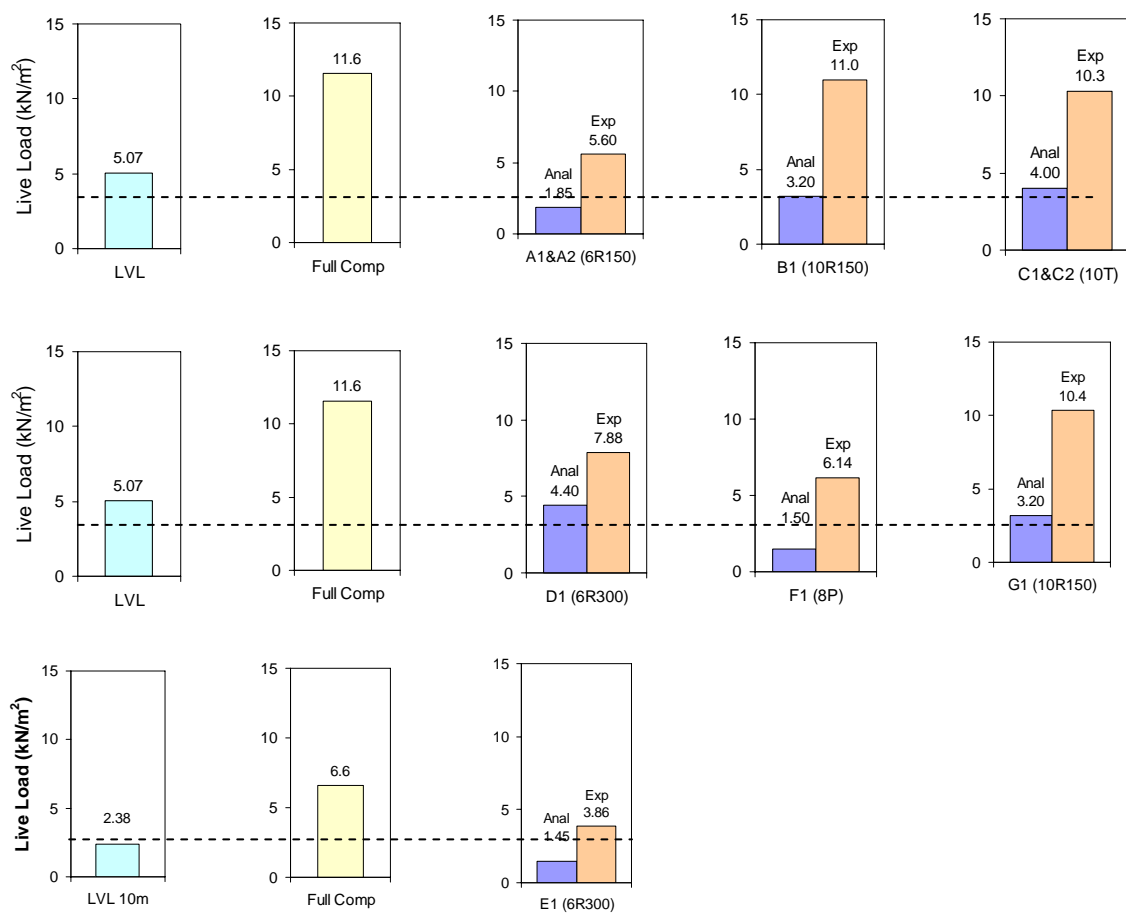 Live Load (kN/m²)
15
10
5
0
5.07
LVL
15
10
5
0
11.6
Full Comp
15
10
5
0
Anal
1.85
Exp
5.60
A1&A2 (6R150)
15
10
5
0
Anal
3.20
Exp
11.0
B1 (10R150)
15
10
5
0
Anal
4.00
Exp
10.3
C1&C2 (10T)
Live Load (kN/m²)
15
10
5
0
5.07
LVL
15
10
5
0
11.6
Full Comp
15
10
5
0
Anal
4.40
Exp
7.88
D1 (6R300)
15
10
5
0
Anal
1.50
Exp
6.14
F1 (8P)
15
10
5
0
Anal
3.20
Exp
10.4
G1 (10R150)
Live Load (kN/m²)
15
10
5
0
2.38
LVL 10m
15
10
5
0
6.6
Full Comp
15
10
5
0
Anal
1.45
Exp
3.86
E1 (6R300)